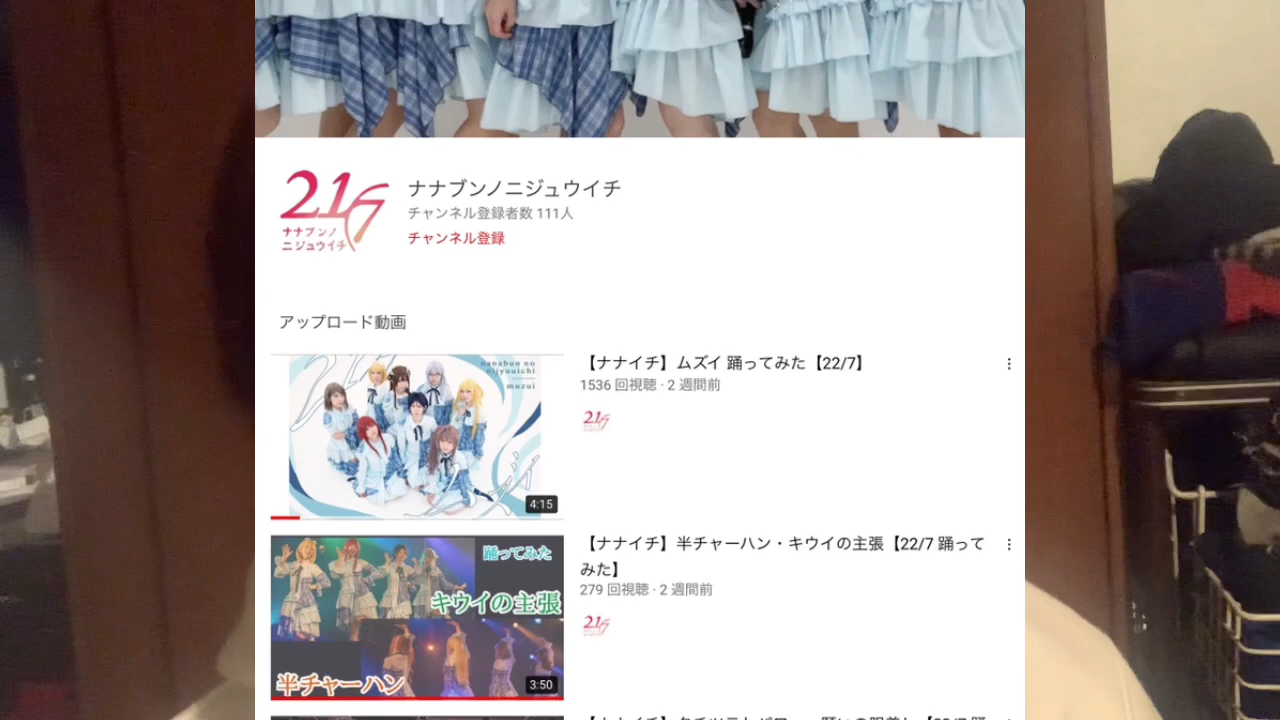 21/7
ナナブンノ
ニジュウイチ
ナナブンノニジュウイチ
チャンネル登録者数 111人
チャンネル登録
アップロード動画
nanabun no
nijyuuichi
muzui
4:15
【ナナイチ】ムズイ 踊ってみた【22/7】
1536 回視聴 · 2 週間前
踊ってみた
キウイの主張
半チャーハン
3:50
【ナナイチ】半チャーハン・キウイの主張【22/7 踊って
みた】
279 回視聴 · 2 週間前